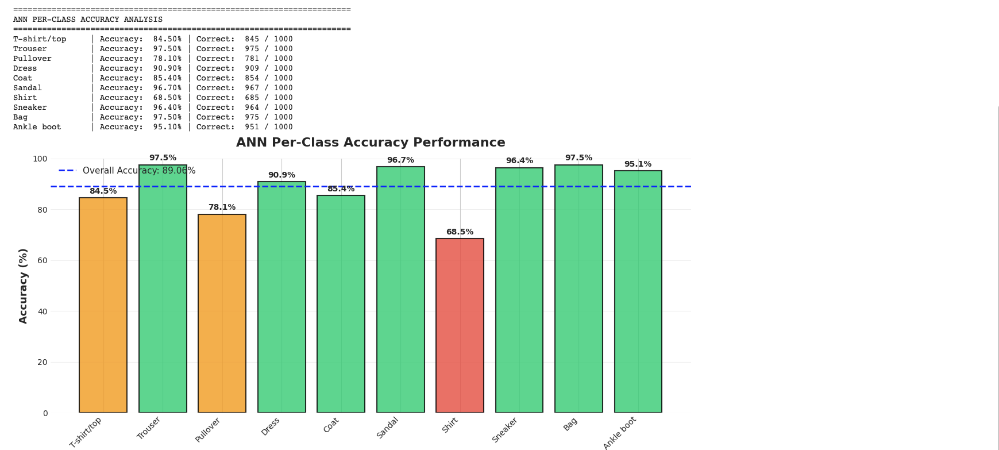 ======================================================================
ANN PER-CLASS ACCURACY ANALYSIS
======================================================================
T-shirt/top     | Accuracy:  84.50% | Correct:  845 / 1000
Trouser         | Accuracy:  97.50% | Correct:  975 / 1000
Pullover        | Accuracy:  78.10% | Correct:  781 / 1000
Dress           | Accuracy:  90.90% | Correct:  909 / 1000
Coat            | Accuracy:  85.40% | Correct:  854 / 1000
Sandal          | Accuracy:  96.70% | Correct:  967 / 1000
Shirt           | Accuracy:  68.50% | Correct:  685 / 1000
Sneaker         | Accuracy:  96.40% | Correct:  964 / 1000
Bag             | Accuracy:  97.50% | Correct:  975 / 1000
Ankle boot      | Accuracy:  95.10% | Correct:  951 / 1000
ANN Per-Class Accuracy Performance
Accuracy (%)
100
80
60
40
20
0
Overall Accuracy: 89.06%
84.5%
97.5%
78.1%
90.9%
85.4%
96.7%
68.5%
96.4%
97.5%
95.1%
T-shirt/top
Trouser
Pullover
Dress
Coat
Sandal
Shirt
Sneaker
Bag
Ankle boot